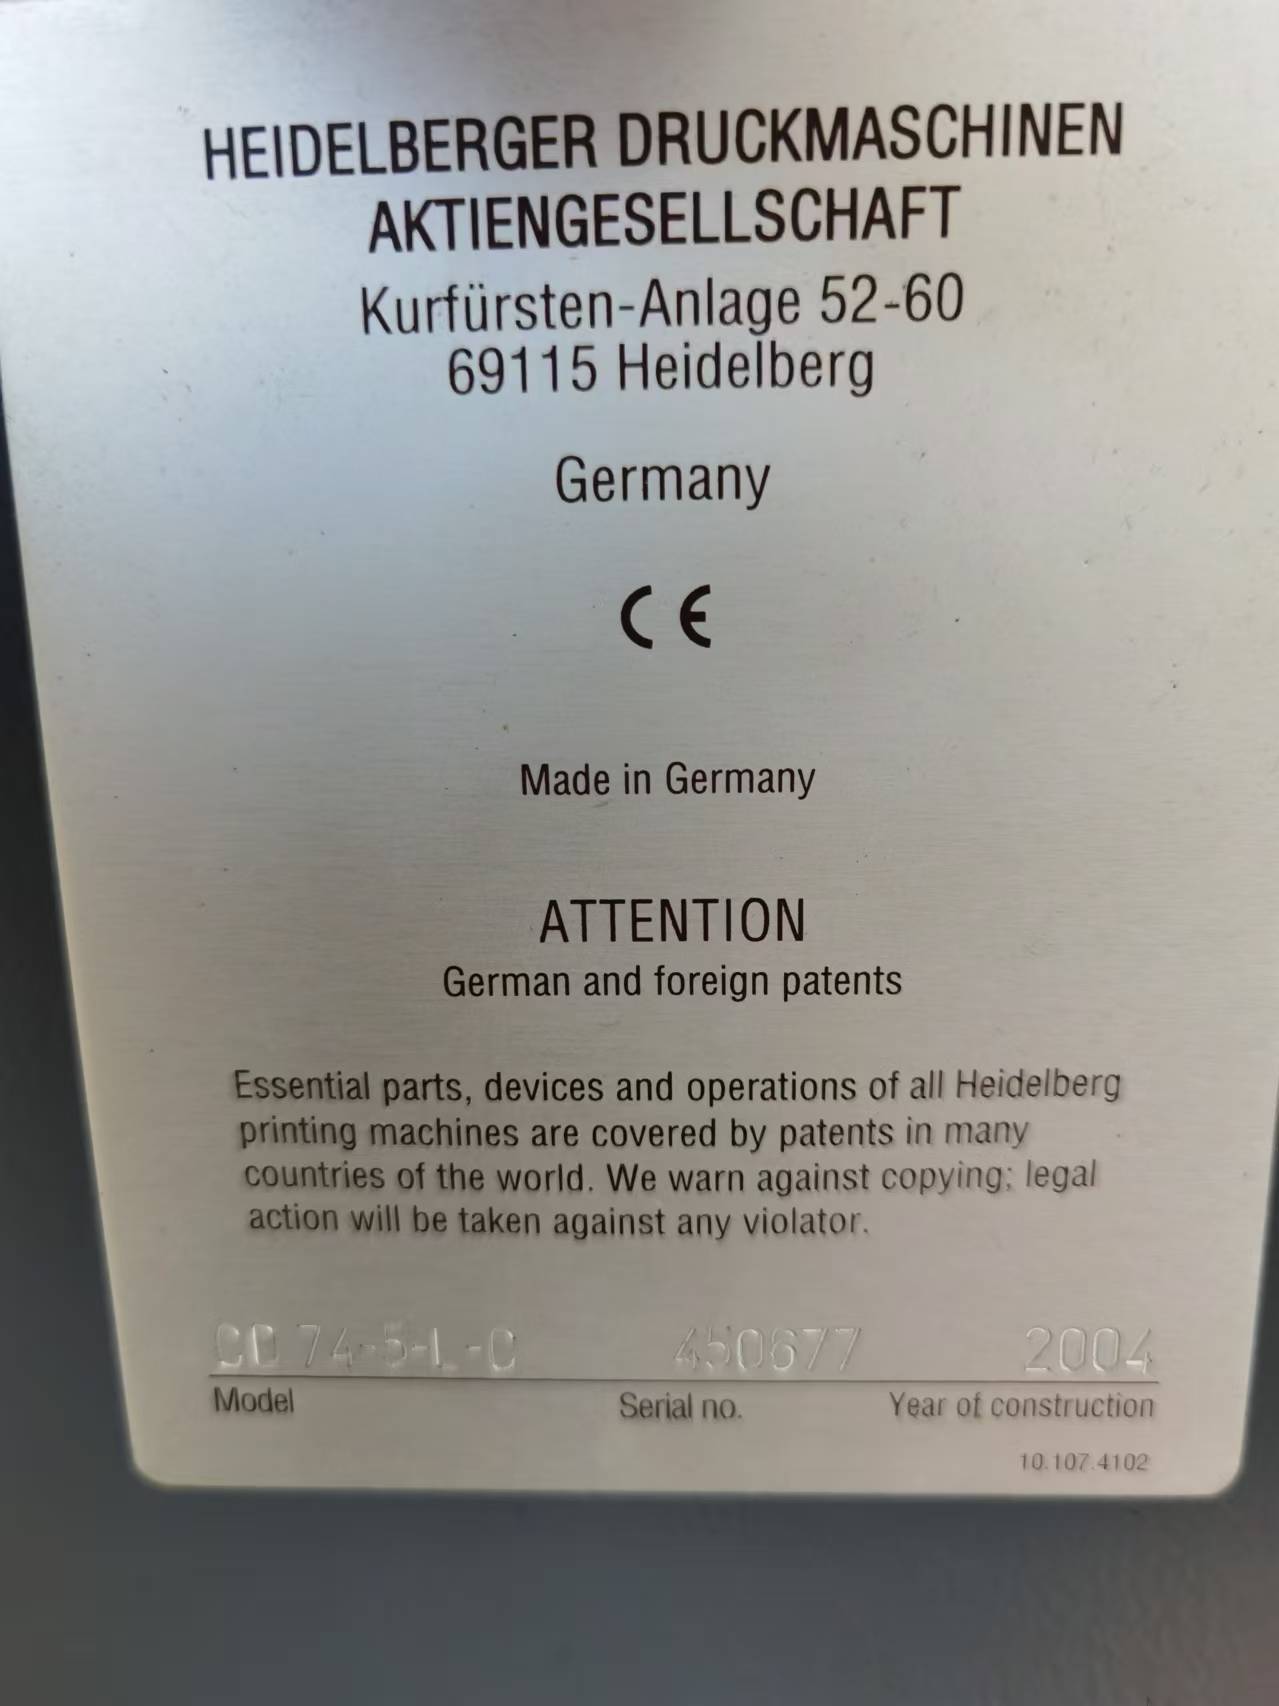 HEIDELBERGER DRUCKMASCHINEN
AKTIENGESELLSCHAFT
Kurfürsten-Anlage 52-60
69115 Heidelberg
Germany
CE
Made in Germany
ATTENTION
German and foreign patents
Essential parts, devices and operations of all Heidelberg
printing machines are covered by patents in many
countries of the world. We warn against copying; legal
action will be taken against any violator.
CD 74-5-L-C 450677 2004
Model Serial no. Year of construction
10.107.4102